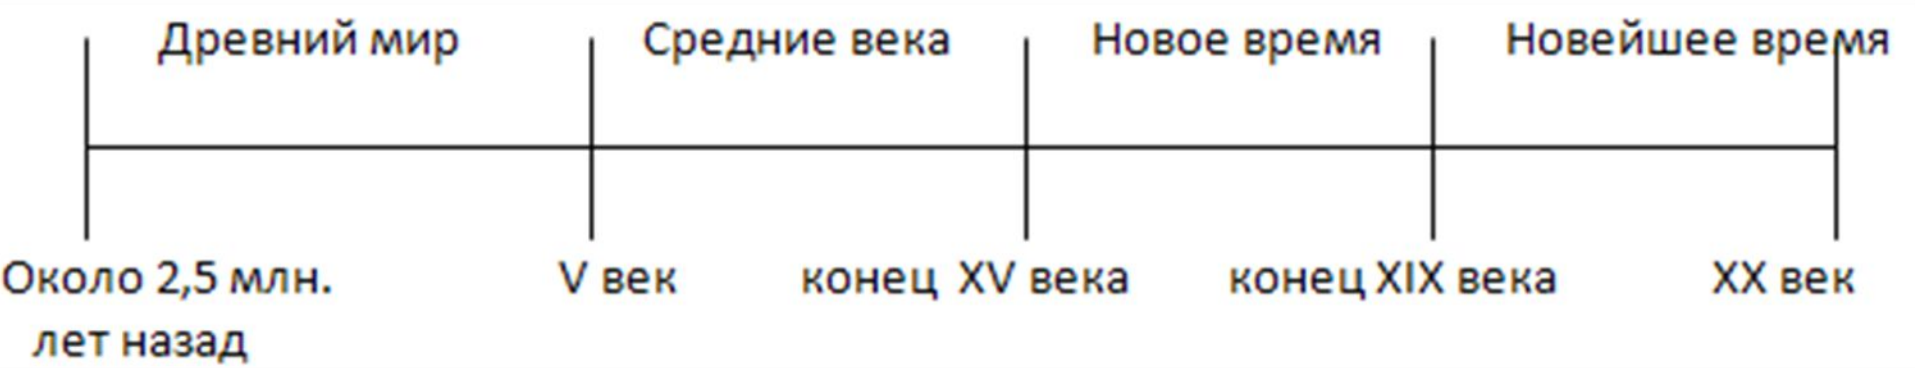 Древний мир Средние века Новое время Новейшее время
Около 2,5 млн. V век конец XV века конец XIX века XX век
лет назад